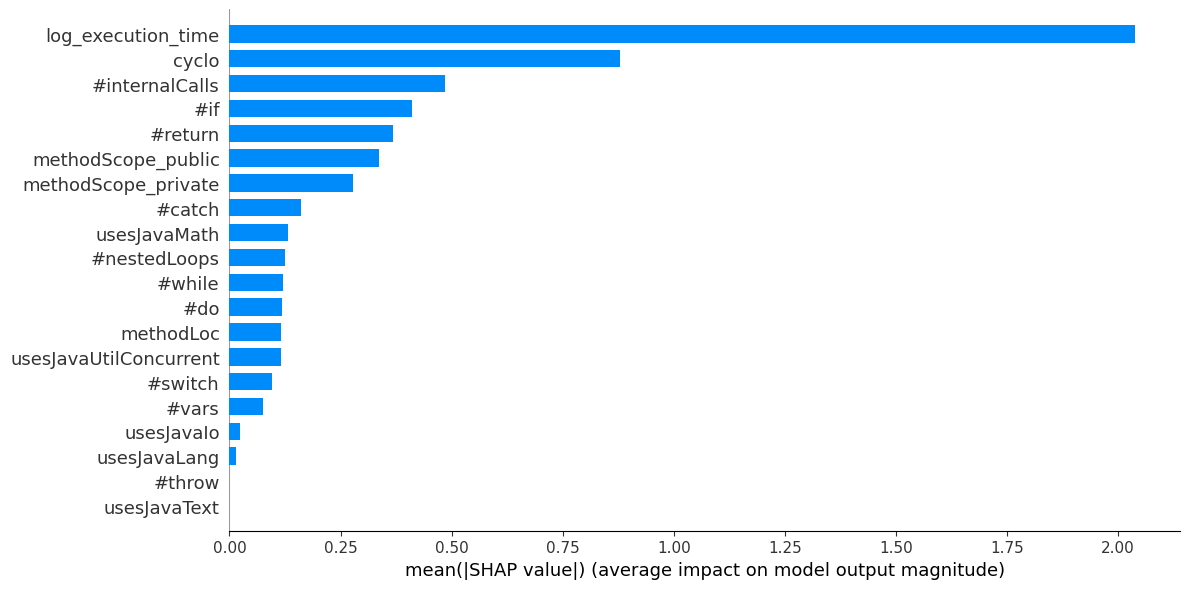 log_execution_time
cyclo
#internalCalls
#if
#return
methodScope_public
methodScope_private
#catch
usesJavaMath
#nestedLoops
#while
#do
methodLoc
usesJavaUtilConcurrent
#switch
#vars
usesJavaIo
usesJavaLang
#throw
usesJavaText
0.00 0.25 0.50 0.75 1.00 1.25 1.50 1.75 2.00
mean(|SHAP value|) (average impact on model output magnitude)